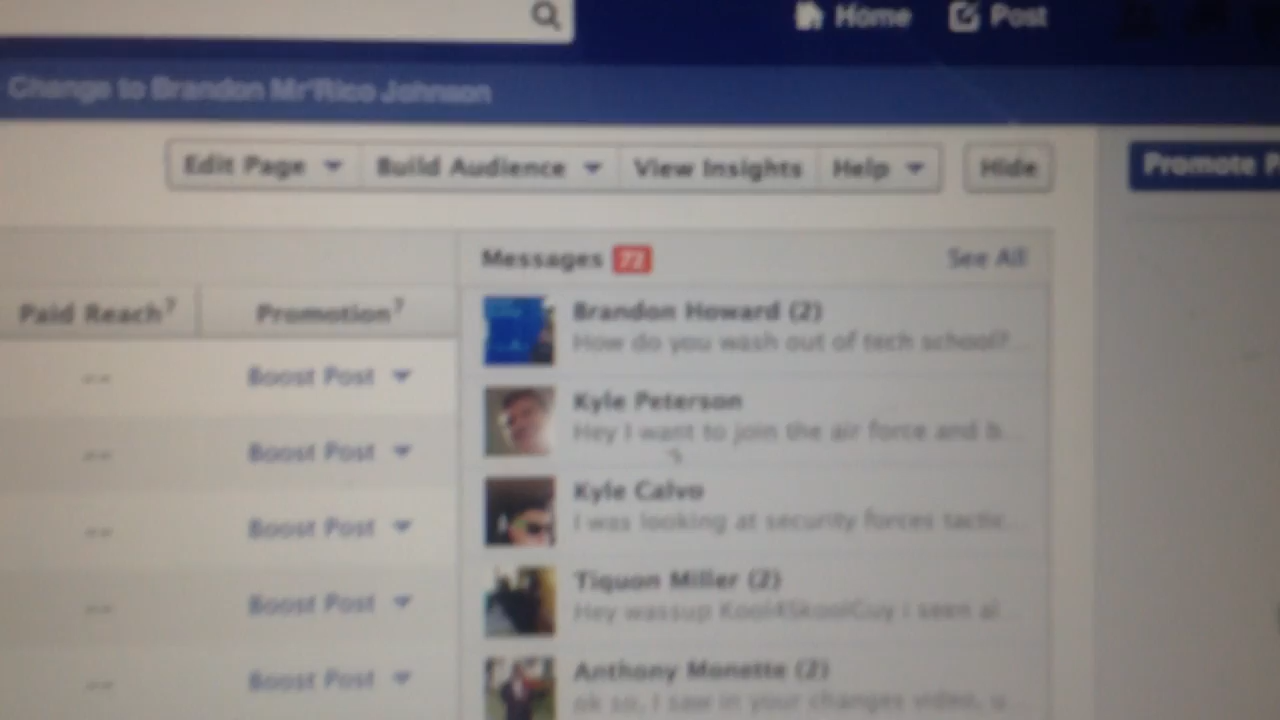 Home Post
Change to Brandon Mr'Rico Johnson
Edit Page Build Audience View Insights Help Hide
Promote P
Messages 72 See All
Paid Reach? Promotion?
Brandon Howard (2)
How do you wash out of tech school?...
-- Boost Post
Kyle Peterson
Hey I want to join the air force and b...
-- Boost Post
Kyle Calvo
I was looking at security forces tactic...
-- Boost Post
Tiquon Miller (2)
Hey wassup Kool4SkoolGuy i seen al
-- Boost Post
Anthony Monette (2)
ok so, I saw in your changes video, u
-- Boost Post